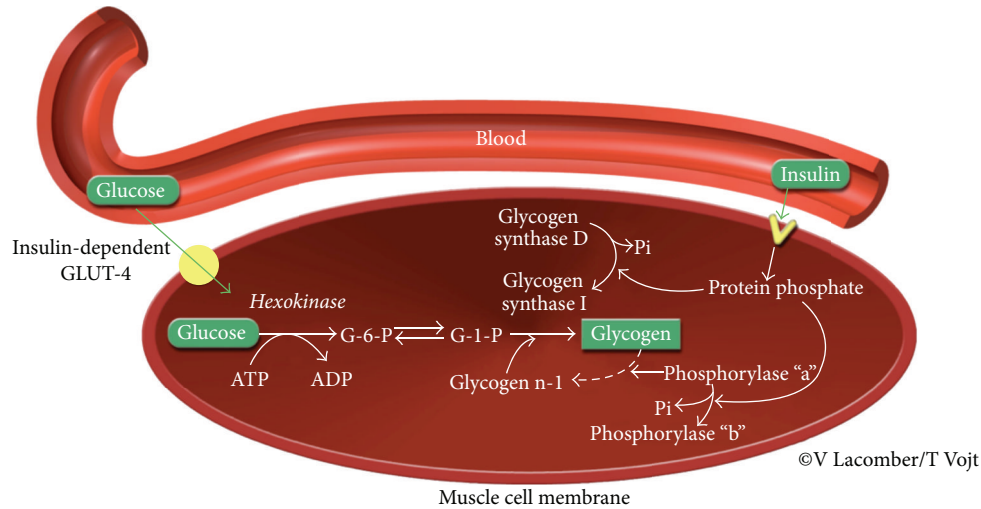 Blood
Glucose
Insulin
Insulin-dependent
GLUT-4
Glycogen
synthase D
Pi
Glycogen
synthase I
Protein phosphate
Hexokinase
Glucose
G-6-P
G-1-P
Glycogen
ATP
ADP
Glycogen n-1
Phosphorylase “a”
Pi
Phosphorylase “b”
©V Lacomber/T Vojt
Muscle cell membrane